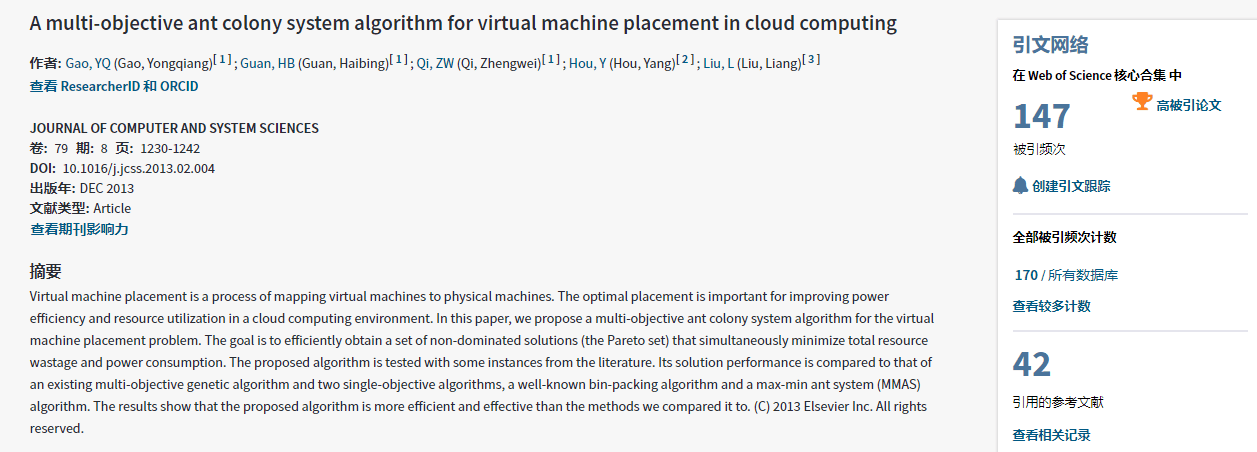 A multi-objective ant colony system algorithm for virtual machine placement in cloud computing
作者: Gao, YQ (Gao, Yongqiang)[ 1 ] ; Guan, HB (Guan, Haibing)[ 1 ] ; Qi, ZW (Qi, Zhengwei)[ 1 ] ; Hou, Y (Hou, Yang)[ 2 ] ; Liu, L (Liu, Liang)[ 3 ]
查看 ResearcherID 和 ORCID
JOURNAL OF COMPUTER AND SYSTEM SCIENCES
卷: 79 期: 8 页: 1230-1242
DOI: 10.1016/j.jcss.2013.02.004
出版年: DEC 2013
文献类型: Article
查看期刊影响力
摘要
Virtual machine placement is a process of mapping virtual machines to physical machines. The optimal placement is important for improving power
efficiency and resource utilization in a cloud computing environment. In this paper, we propose a multi-objective ant colony system algorithm for the virtual
machine placement problem. The goal is to efficiently obtain a set of non-dominated solutions (the Pareto set) that simultaneously minimize total resource
wastage and power consumption. The proposed algorithm is tested with some instances from the literature. Its solution performance is compared to that of
an existing multi-objective genetic algorithm and two single-objective algorithms, a well-known bin-packing algorithm and a max-min ant system (MMAS)
algorithm. The results show that the proposed algorithm is more efficient and effective than the methods we compared it to. (C) 2013 Elsevier Inc. All rights
reserved.
引文网络
在 Web of Science 核心合集 中
147
高被引论文
被引频次
创建引文跟踪
全部被引频次计数
170 / 所有数据库
查看较多计数
42
引用的参考文献
查看相关记录